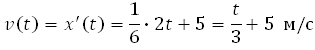 v(t) = x′(t) = 1/6 · 2t + 5 = t/3 + 5 м/с